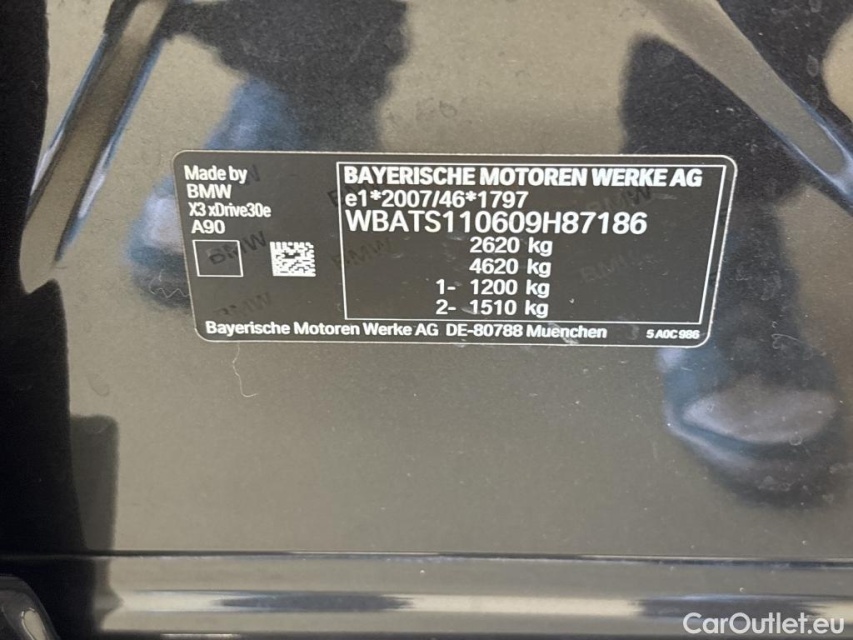 Made by
BMW
X3 xDrive30e
A90
BAYERISCHE MOTOREN WERKE AG
e1*2007/46*1797
WBATS110609H87186
2620 kg
4620 kg
1- 1200 kg
2- 1510 kg
Bayerische Motoren Werke AG DE-80788 Muenchen
5 A0C 986
CarOutlet.eu